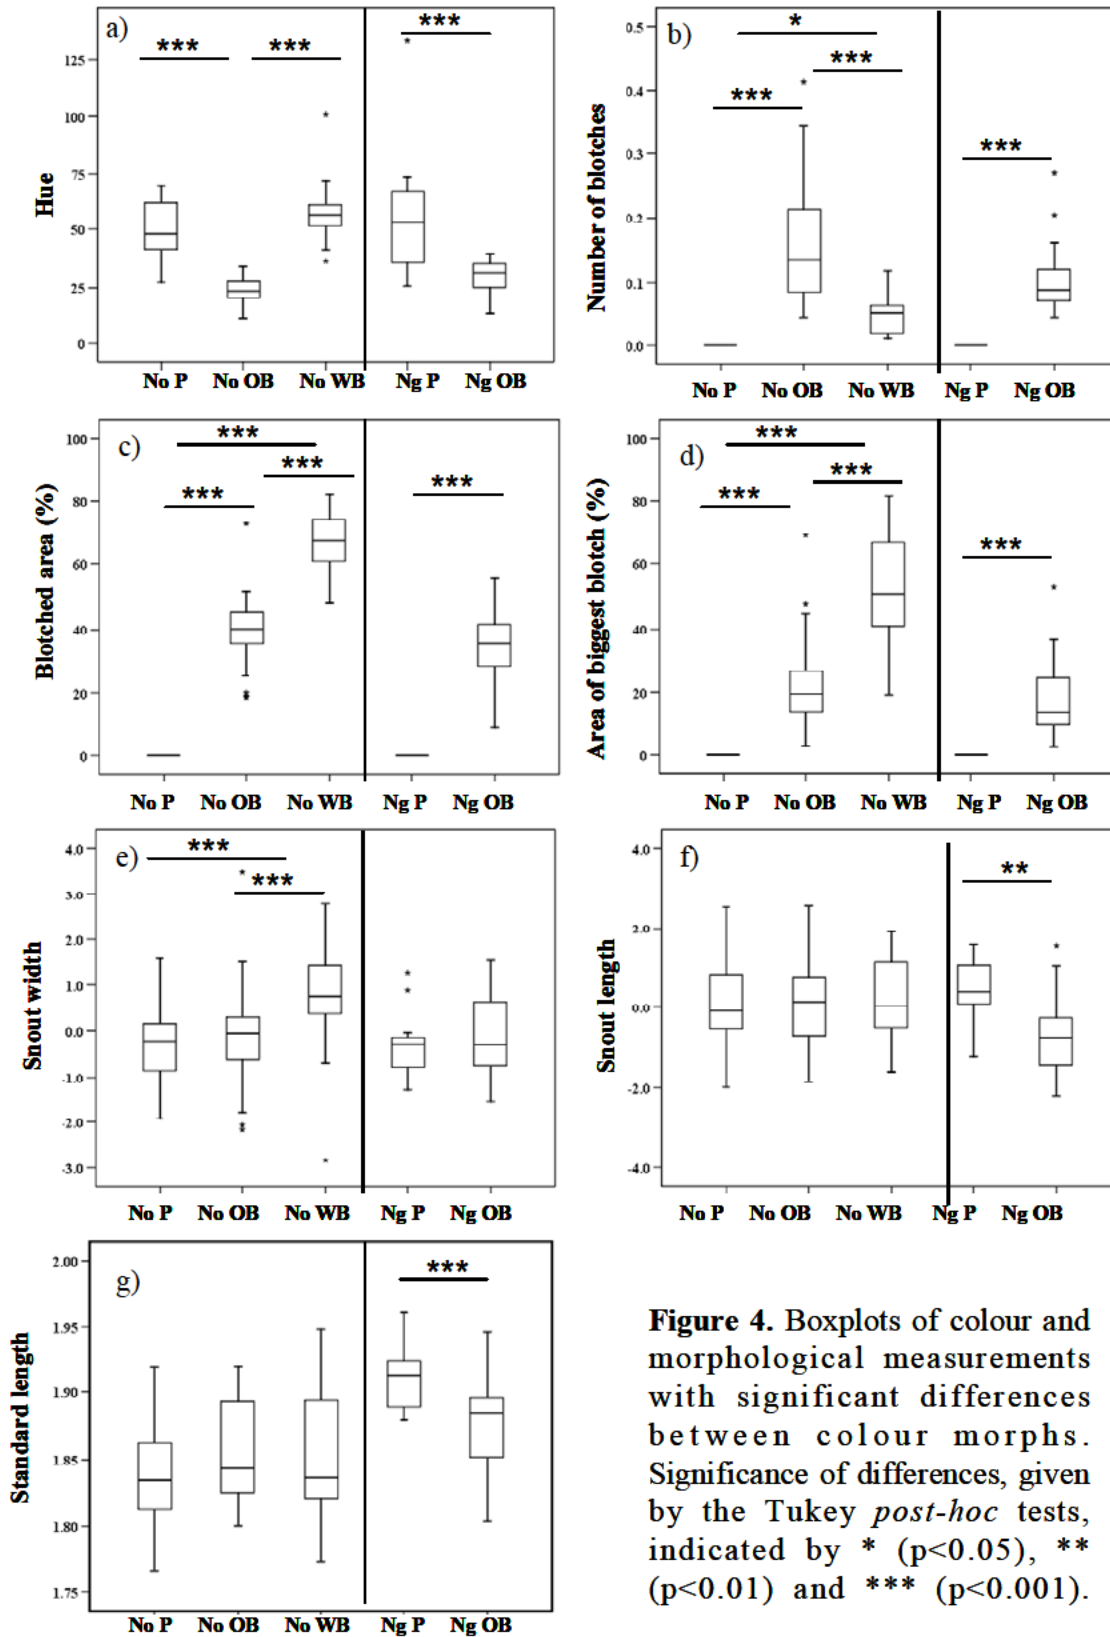 a)
*** *** ***
Hue
125
100
75
50
25
0
No P No OB No WB Ng P Ng OB
b)
*
***
***
***
Number of blotches
0.5
0.4
0.3
0.2
0.1
0.0
No P No OB No WB Ng P Ng OB
c)
***
***
***
***
Blotched area (%)
100
80
60
40
20
0
No P No OB No WB Ng P Ng OB
d)
***
***
***
***
Area of biggest blotch (%)
100
80
60
40
20
0
No P No OB No WB Ng P Ng OB
e)
***
***
Snout width
4.0
3.0
2.0
1.0
0.0
-1.0
-2.0
-3.0
No P No OB No WB Ng P Ng OB
f)
**
Snout length
4.0
2.0
0.0
-2.0
-4.0
No P No OB No WB Ng P Ng OB
g)
***
Standard length
2.00
1.95
1.90
1.85
1.80
1.75
No P No OB No WB Ng P Ng OB
Figure 4. Boxplots of colour and
morphological measurements
with significant differences
between colour morphs.
Significance of differences, given
by the Tukey post-hoc tests,
indicated by * (p<0.05), **
(p<0.01) and *** (p<0.001).